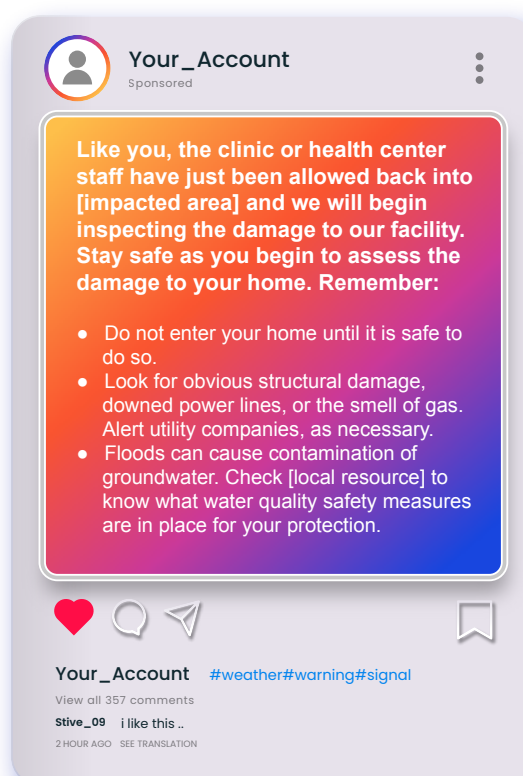 Your_Account
Sponsored
Like you, the clinic or health center
staff have just been allowed back into
[impacted area] and we will begin
inspecting the damage to our facility.
Stay safe as you begin to assess the
damage to your home. Remember:
● Do not enter your home until it is safe to
do so.
● Look for obvious structural damage,
downed power lines, or the smell of gas.
Alert utility companies, as necessary.
● Floods can cause contamination of
groundwater. Check [local resource] to
know what water quality safety measures
are in place for your protection.
Your_Account #weather#warning#signal
View all 357 comments
Stive_09 i like this ..
2 HOUR AGO SEE TRANSLATION